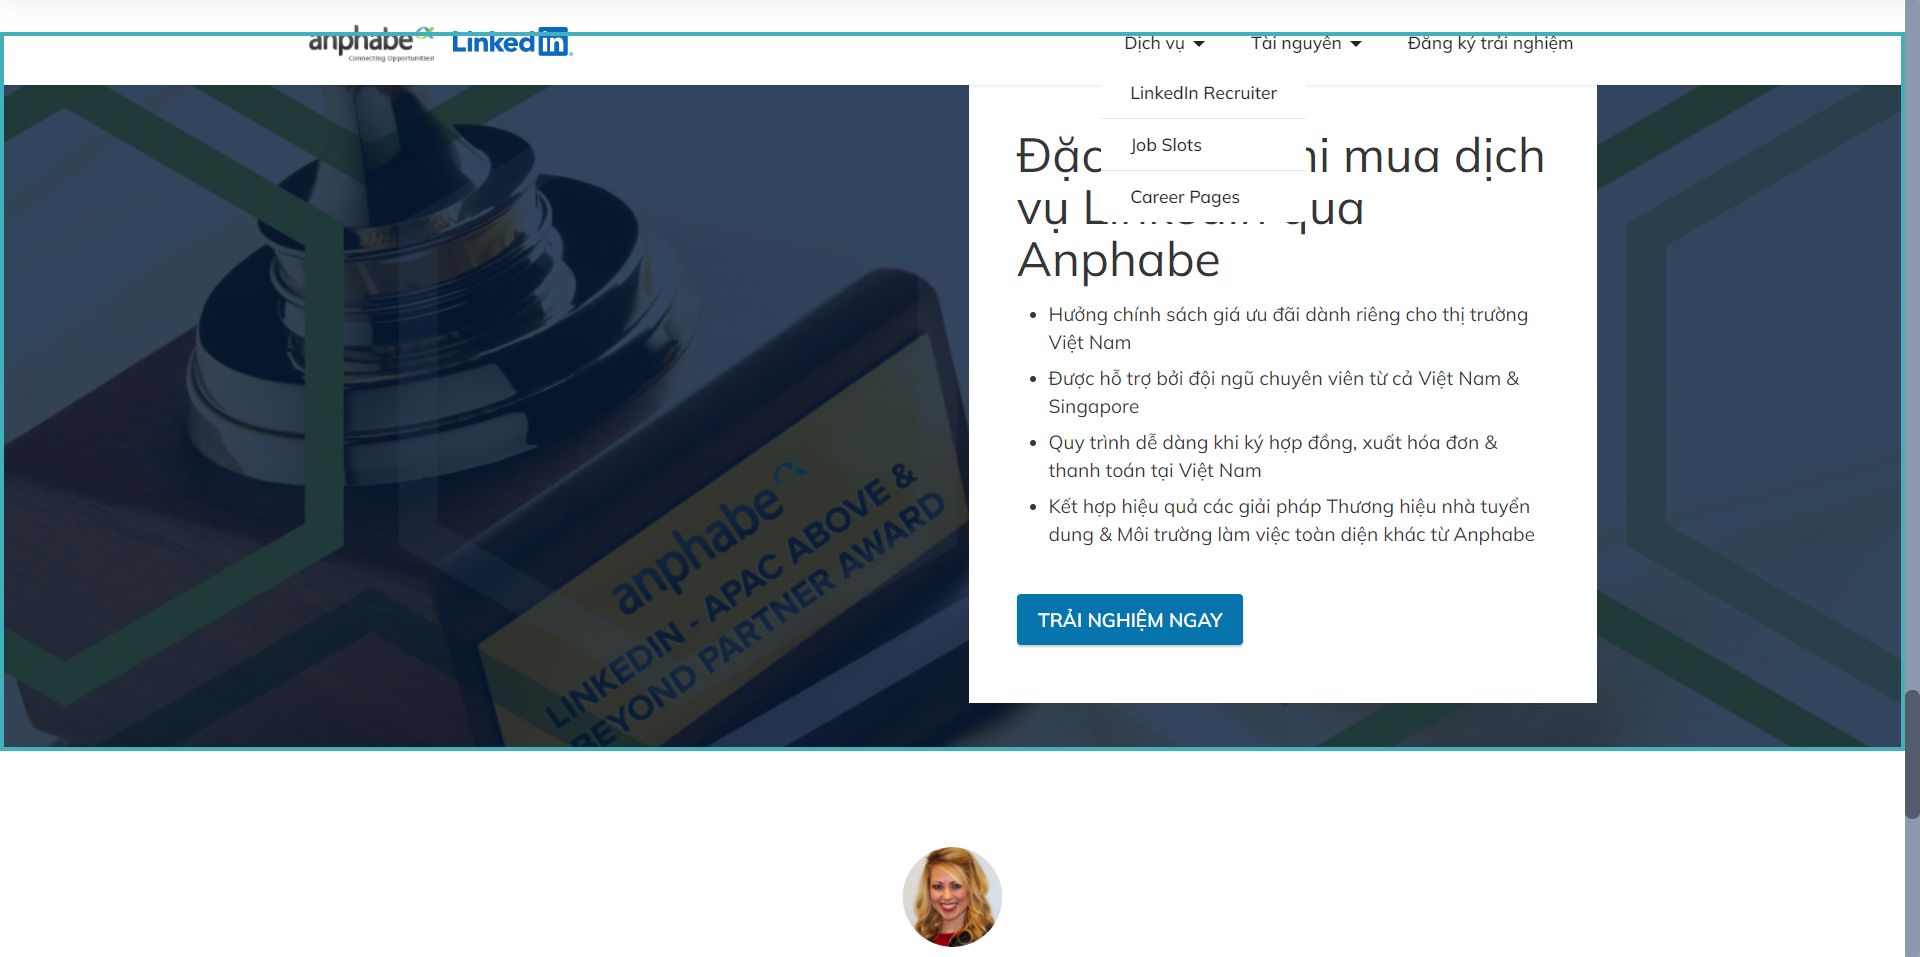 anphabe
Connecting Opportunities!
Linked in
Dịch vụ
Tài nguyên
Đăng ký trải nghiệm
LinkedIn Recruiter
Job Slots
Career Pages
mua dịch
vụ qua
Anphabe
Hưởng chính sách giá ưu đãi dành riêng cho thị trường
Việt Nam
Được hỗ trợ bởi đội ngũ chuyên viên từ cả Việt Nam &
Singapore
Quy trình dễ dàng khi ký hợp đồng, xuất hóa đơn &
thanh toán tại Việt Nam
Kết hợp hiệu quả các giải pháp Thương hiệu nhà tuyển
dung & Môi trường làm việc toàn diện khác từ Anphabe
TRẢI NGHIỆM NGAY
anphabe
LINKEDIN - APAC ABOVE &
BEYOND PARTNER AWARD